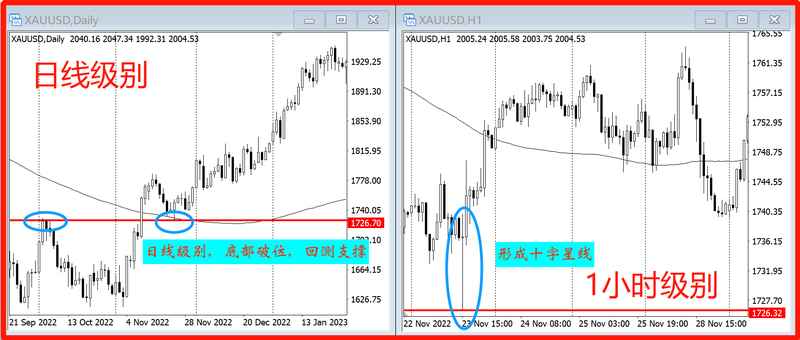 XAUUSD,Daily
XAUUSD,Daily 2040.16 2047.34 1992.31 2004.53
日线级别
1929.25
1891.30
1853.90
1815.95
1778.00
1740.05
1726.70
1702.10
1664.15
1626.75
日线级别，底部破位，回测支撑
21 Sep 2022
13 Oct 2022
4 Nov 2022
28 Nov 2022
20 Dec 2022
13 Jan 2023
XAUUSD,H1
XAUUSD,H1 2005.24 2005.58 2003.75 2004.53
1765.55
1761.35
1757.15
1752.95
1748.75
1744.55
1740.35
1736.15
1731.95
1727.70
1726.32
形成十字星线
1小时级别
22 Nov 2022
23 Nov 15:00
24 Nov 08:00
25 Nov 03:00
25 Nov 19:00
28 Nov 15:00